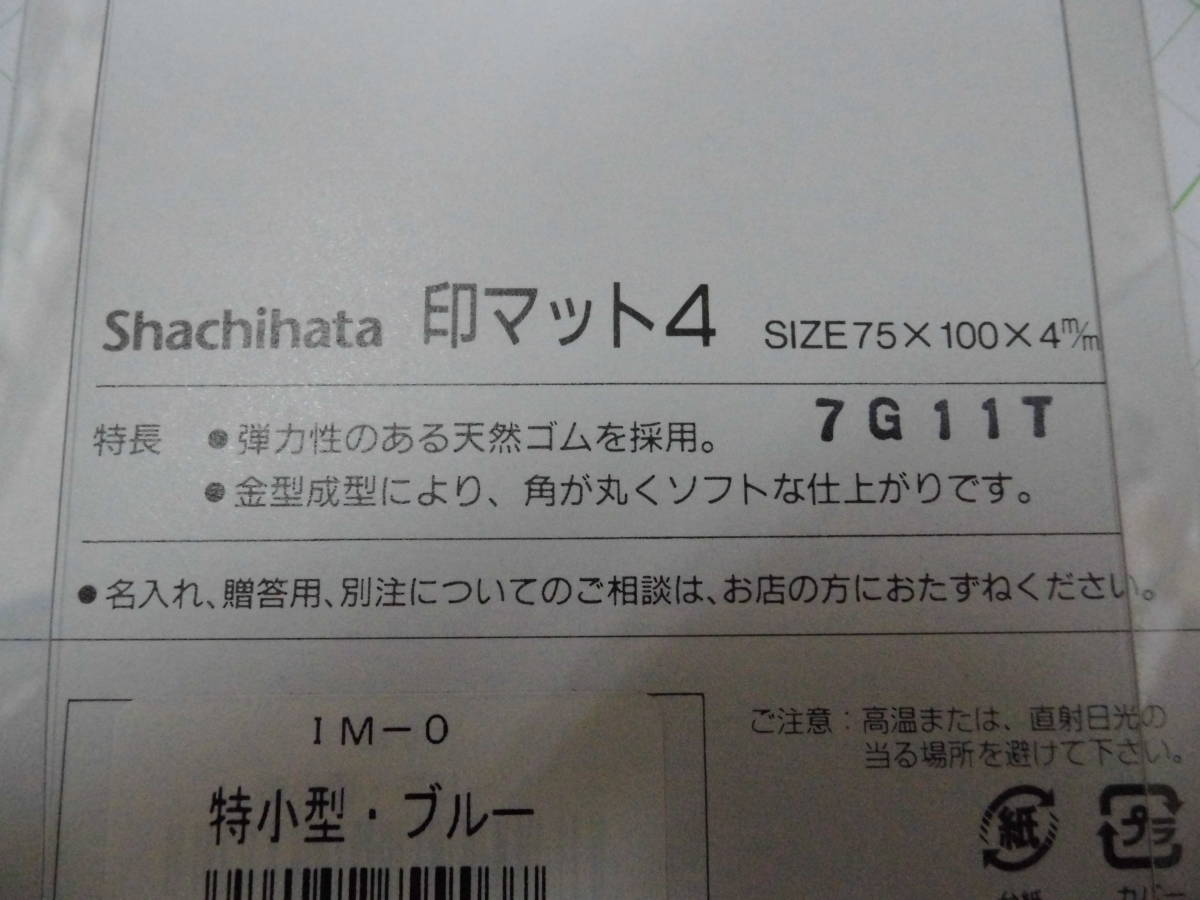 Shachihata 印マット4 SIZE75×100×4m/m
7G11T
特長 ●弾力性のある天然ゴムを採用。
●金型成型により、角が丸くソフトな仕上がりです。
●名入れ、贈答用、別注についてのご相談は、お店の方におたずねください。
IM-0
特小型・ブルー
ご注意：高温または、直射日光の
当る場所を避けて下さい。
紙
プラ
台紙
カバー